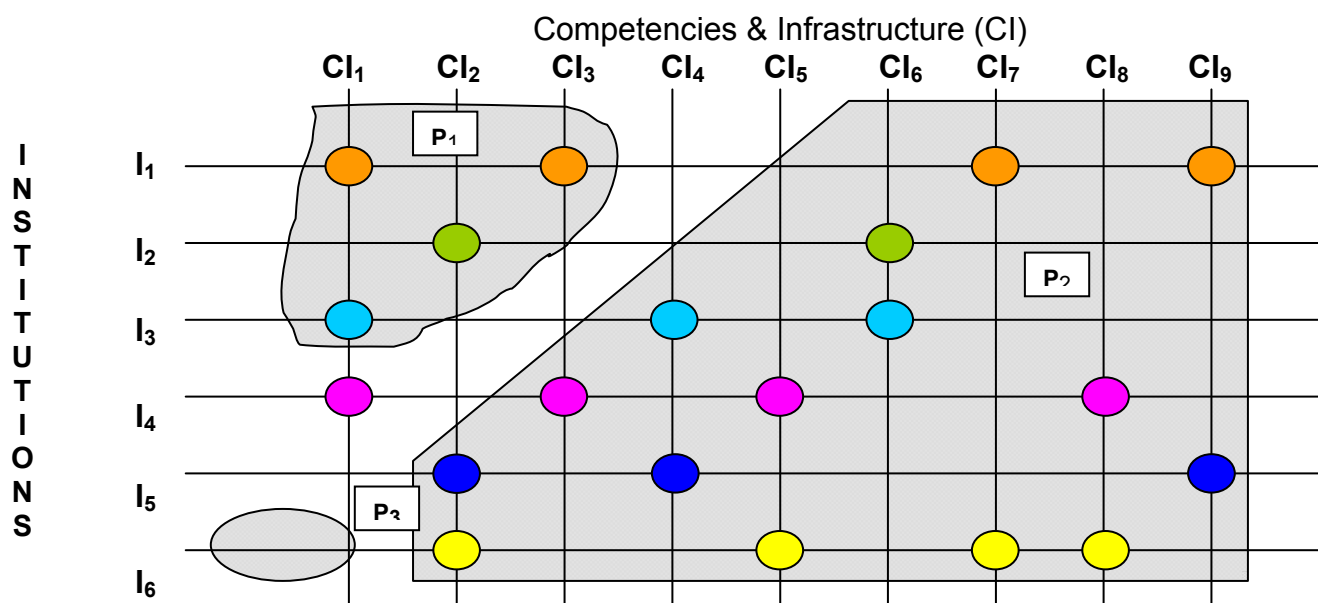 Competencies & Infrastructure (CI)
CI₁ CI₂ CI₃ CI₄ CI₅ CI₆ CI₇ CI₈ CI₉
INSTITUTIONS
P₁
I₁
I₂
P₂
I₃
I₄
I₅
P₃
I₆